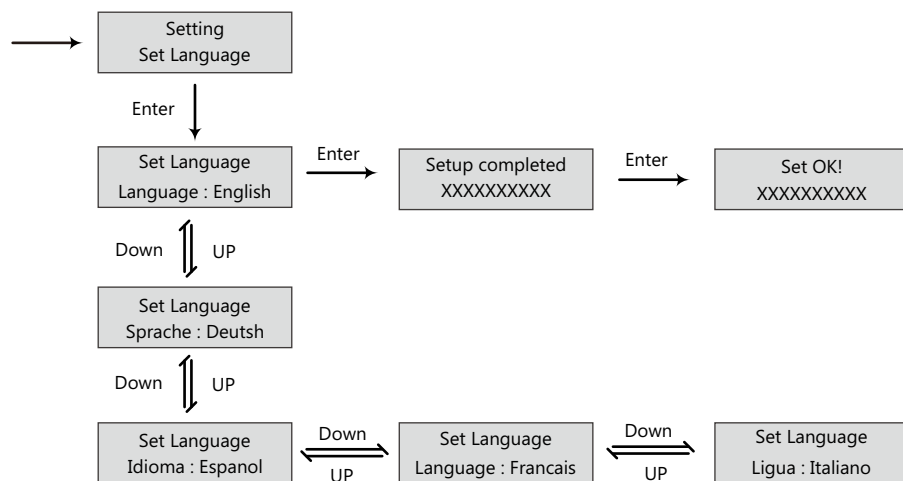 Setting
Set Language
Enter
Set Language
Language : English
Enter
Setup completed
XXXXXXXXXX
Enter
Set OK!
XXXXXXXXXX
Down
UP
Set Language
Sprache : Deutsh
Down
UP
Set Language
Idioma : Espanol
Down
UP
Set Language
Language : Francais
Down
UP
Set Language
Ligua : Italiano